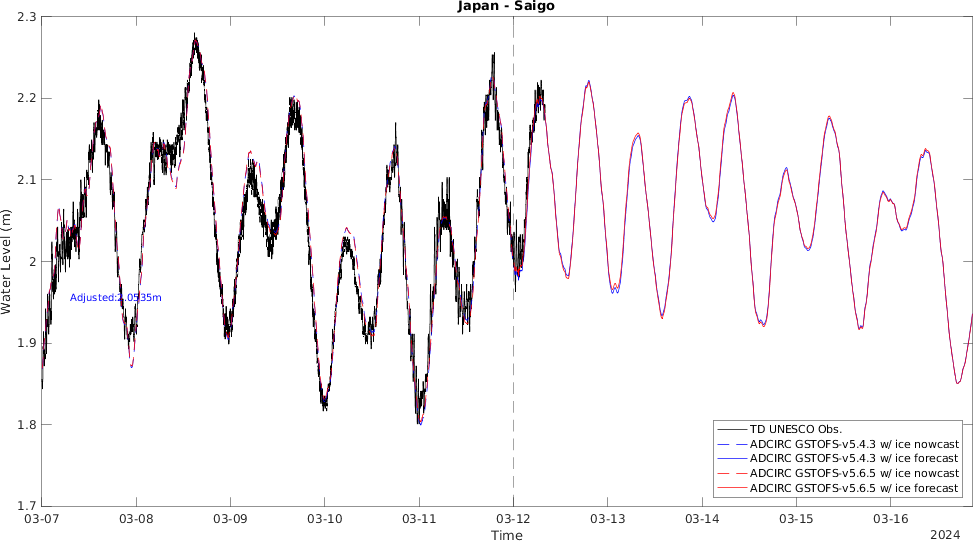 Japan - Saigo
2.3
2.2
2.1
2
1.9
1.8
1.7
Water Level (m)
Adjusted:2.0535m
TD UNESCO Obs.
ADCIRC GSTOFS-v5.4.3 w/ ice nowcast
ADCIRC GSTOFS-v5.4.3 w/ ice forecast
ADCIRC GSTOFS-v5.6.5 w/ ice nowcast
ADCIRC GSTOFS-v5.6.5 w/ ice forecast
03-07 03-08 03-09 03-10 03-11 03-12 03-13 03-14 03-15 03-16
Time
2024